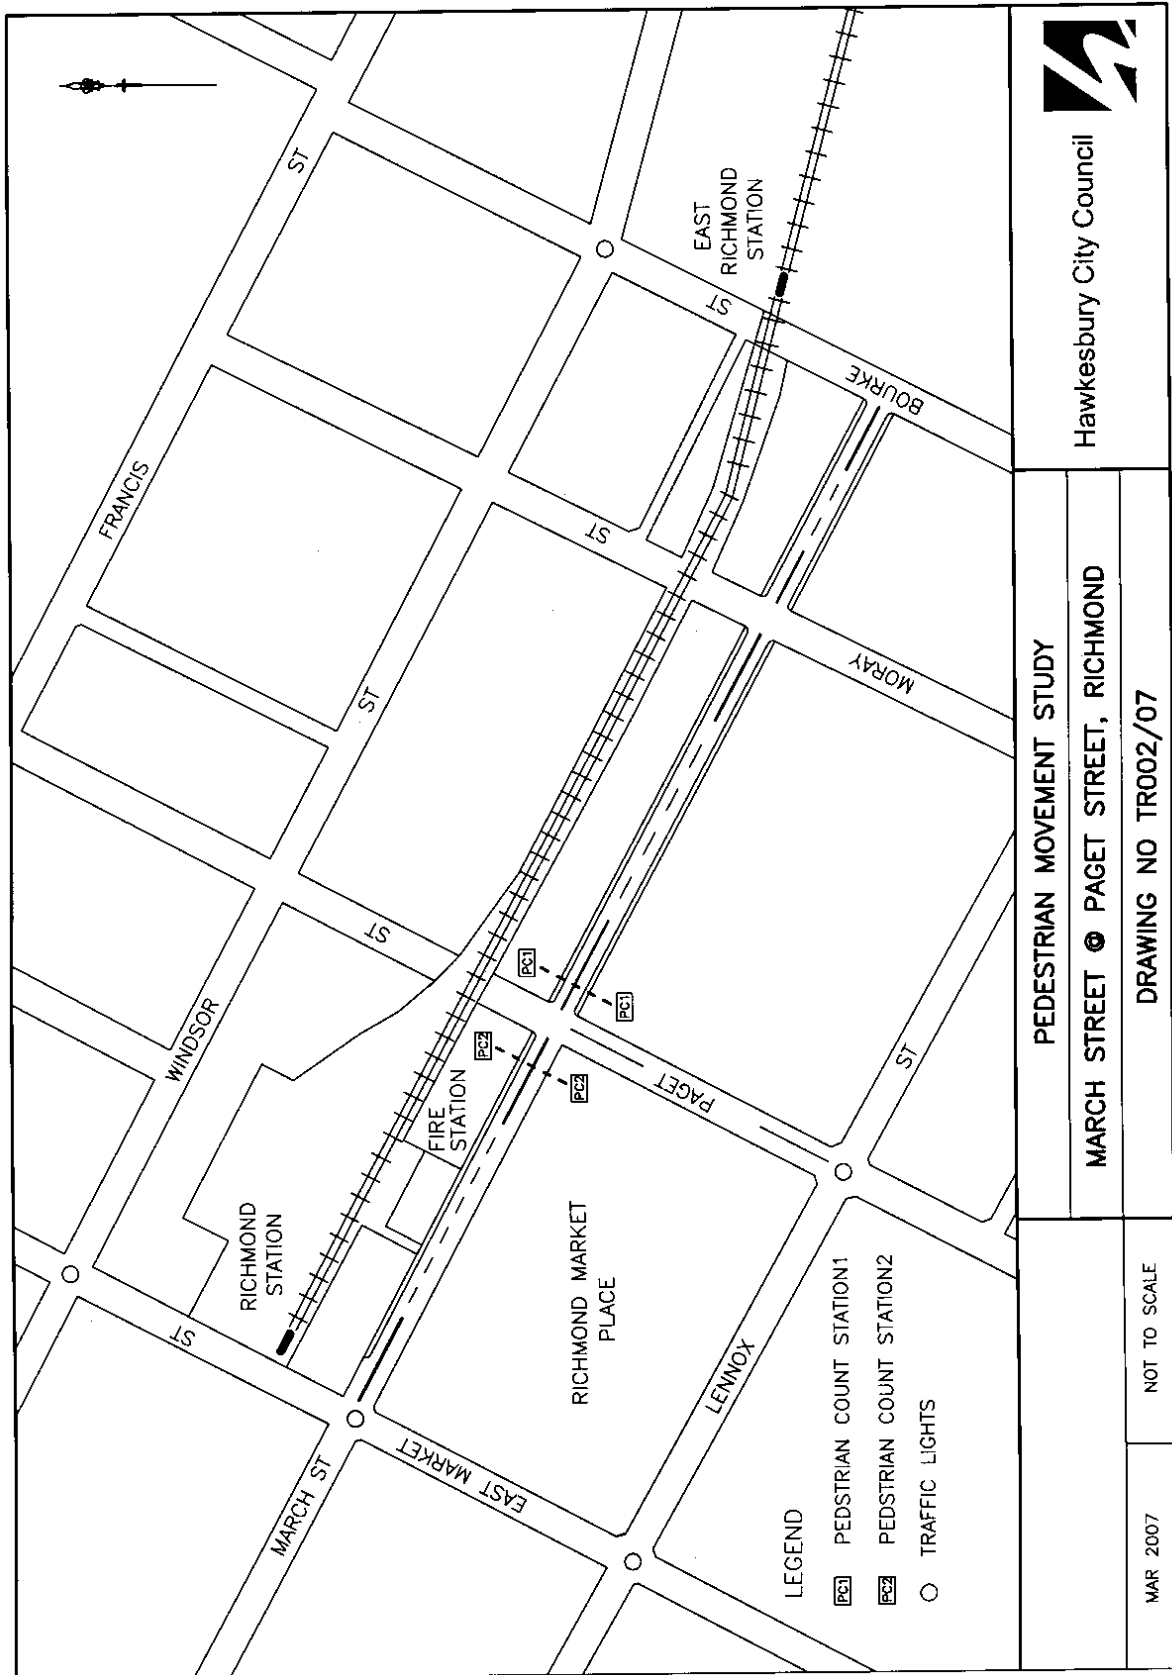 ST
FRANCIS
EAST
RICHMOND
STATION
ST
ST
BOURKE
ST
MORAY
ST
WINDSOR
RICHMOND
STATION
FIRE
STATION
PC1
PC1
PC2
PC2
PAGET
ST
ST
MARCH ST
EAST MARKET
RICHMOND MARKET
PLACE
LENNOX
LEGEND
PC1 PEDSTRIAN COUNT STATION1
PC2 PEDSTRIAN COUNT STATION2
TRAFFIC LIGHTS
MAR 2007
NOT TO SCALE
PEDESTRIAN MOVEMENT STUDY
MARCH STREET @ PAGET STREET, RICHMOND
DRAWING NO TR002/07
Hawkesbury City Council